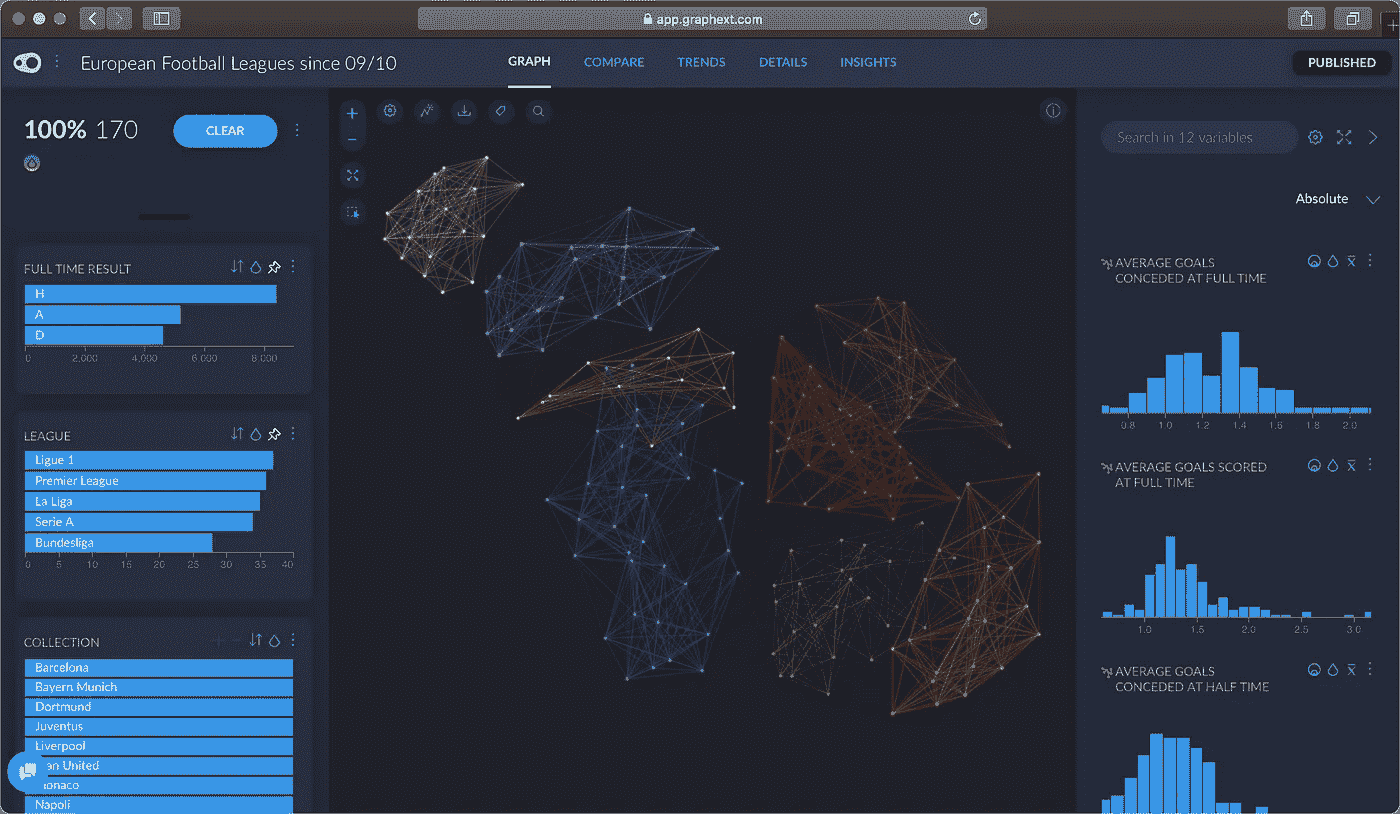 app.graphext.com
European Football Leagues since 09/10
GRAPH
COMPARE
TRENDS
DETAILS
INSIGHTS
PUBLISHED
100% 170
CLEAR
FULL TIME RESULT
H
A
D
0 2,000 4,000 6,000 8,000
LEAGUE
Ligue 1
Premier League
La Liga
Serie A
Bundesliga
0 5 10 15 20 25 30 35 40
COLLECTION
Barcelona
Bayern Munich
Dortmund
Juventus
Liverpool
an United
onaco
Napoli
Search in 12 variables
Absolute
AVERAGE GOALS
CONCEDED AT FULL TIME
0.8 1.0 1.2 1.4 1.6 1.8 2.0
AVERAGE GOALS SCORED
AT FULL TIME
1.0 1.5 2.0 2.5 3.0
AVERAGE GOALS
CONCEDED AT HALF TIME